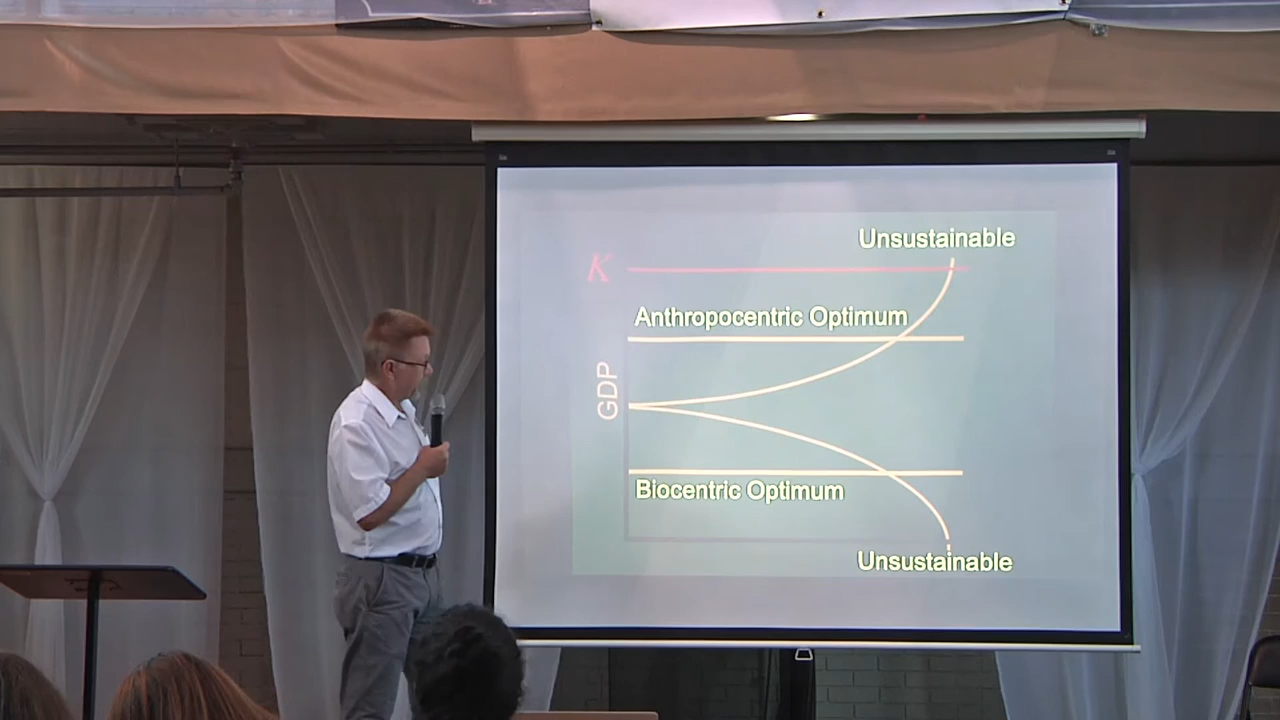 Unsustainable
K
Anthropocentric Optimum
GDP
Biocentric Optimum
Unsustainable